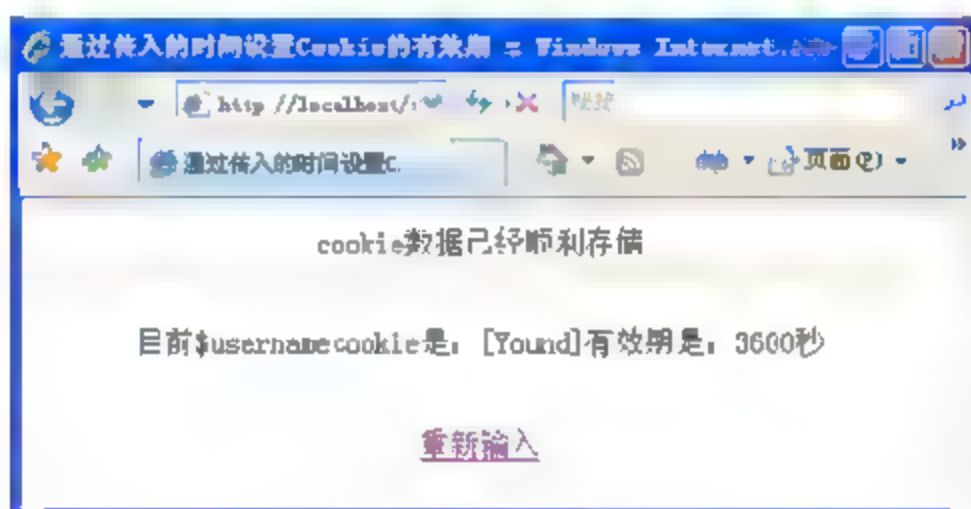 通过传入的时间设置Cookie的有效期 - Windows Internet
http://localhost/
通过传入的时间设置C..
页面(P)
cookie数据已经顺利存储
目前$usernamecookie是：[Yound]有效期是：3600秒
重新输入